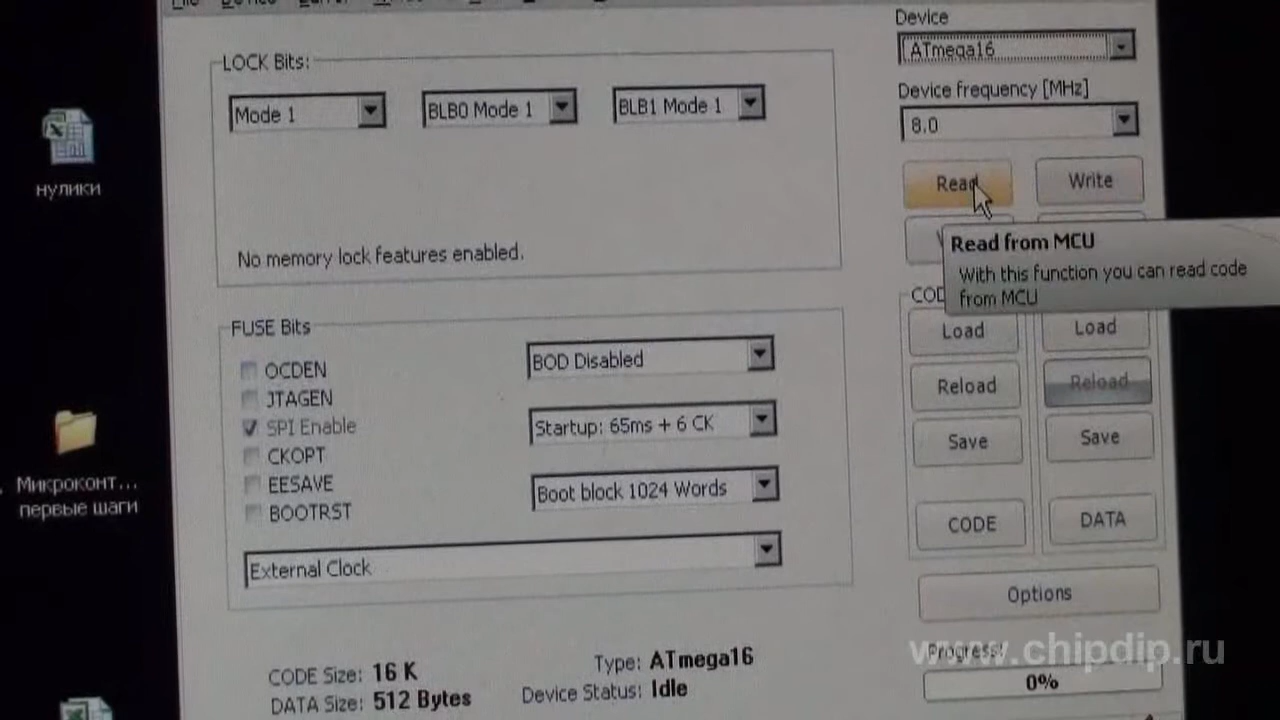 Device
LOCK Bits:
ATmega16
Device frequency [MHz]
Mode 1
BLB0 Mode 1
BLB1 Mode 1
8.0
нулики
Read
Write
No memory lock features enabled.
Read from MCU
With this function you can read code
from MCU
FUSE Bits
Load
Load
OCDEN
BOD Disabled
JTAGEN
Reload
Reload
SPI Enable
Startup: 65ms + 6 CK
CKOPT
Save
Save
EESAVE
Boot block 1024 Words
Микроконт...
первые шаги
BOOTRST
CODE
DATA
External Clock
Options
CODE Size: 16 K
Type: ATmega16
Progress:
www.chipdip.ru
DATA Size: 512 Bytes
Device Status: Idle
0%